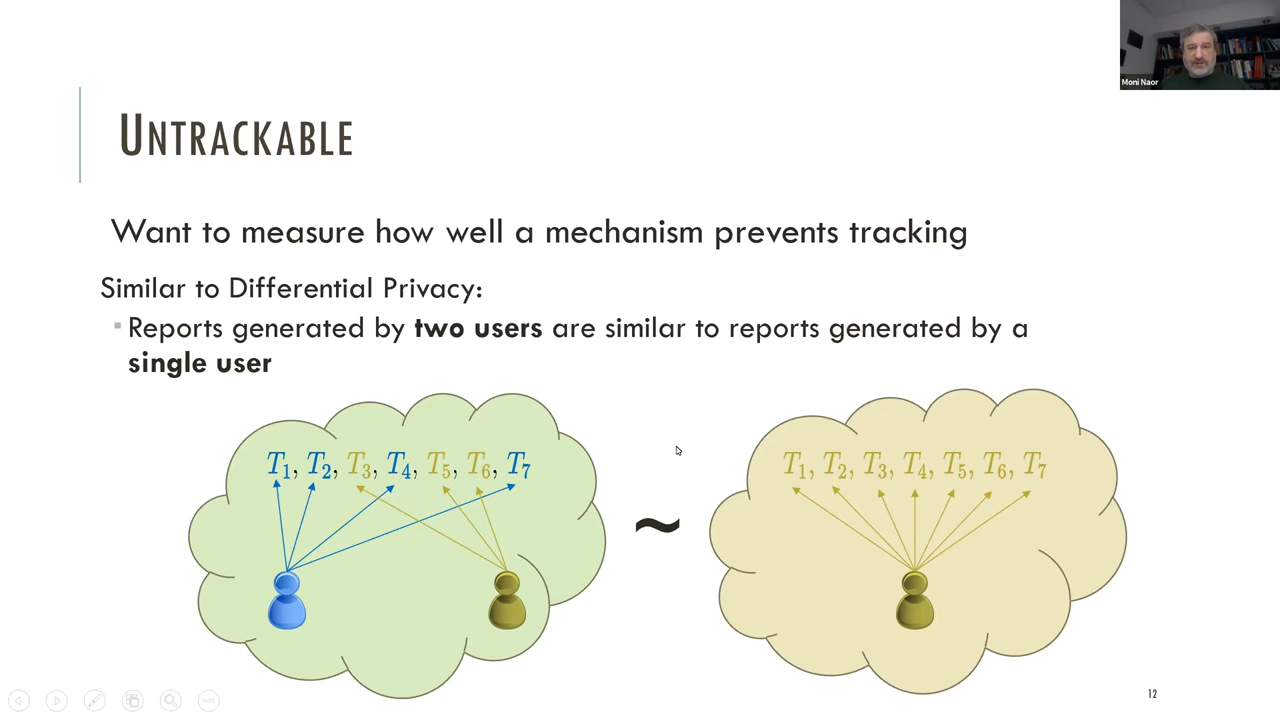 Moni Naor
UNTRACKABLE
Want to measure how well a mechanism prevents tracking
Similar to Differential Privacy:
▪ Reports generated by two users are similar to reports generated by a
single user
T₁, T₂, T₃, T₄, T₅, T₆, T₇
~
T₁, T₂, T₃, T₄, T₅, T₆, T₇
12